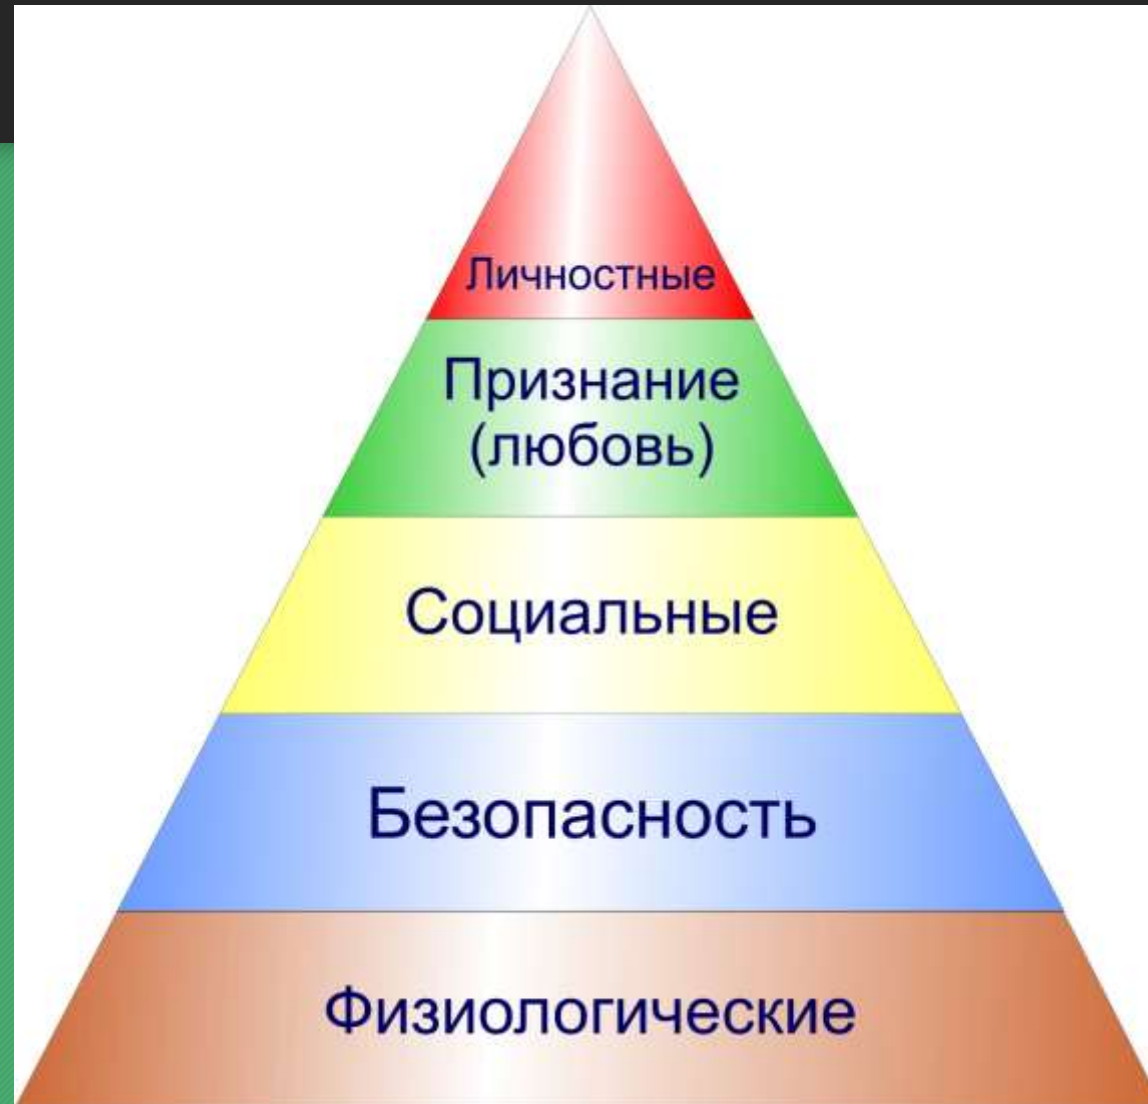 Личностные
Признание
(любовь)
Социальные
Безопасность
Физиологические